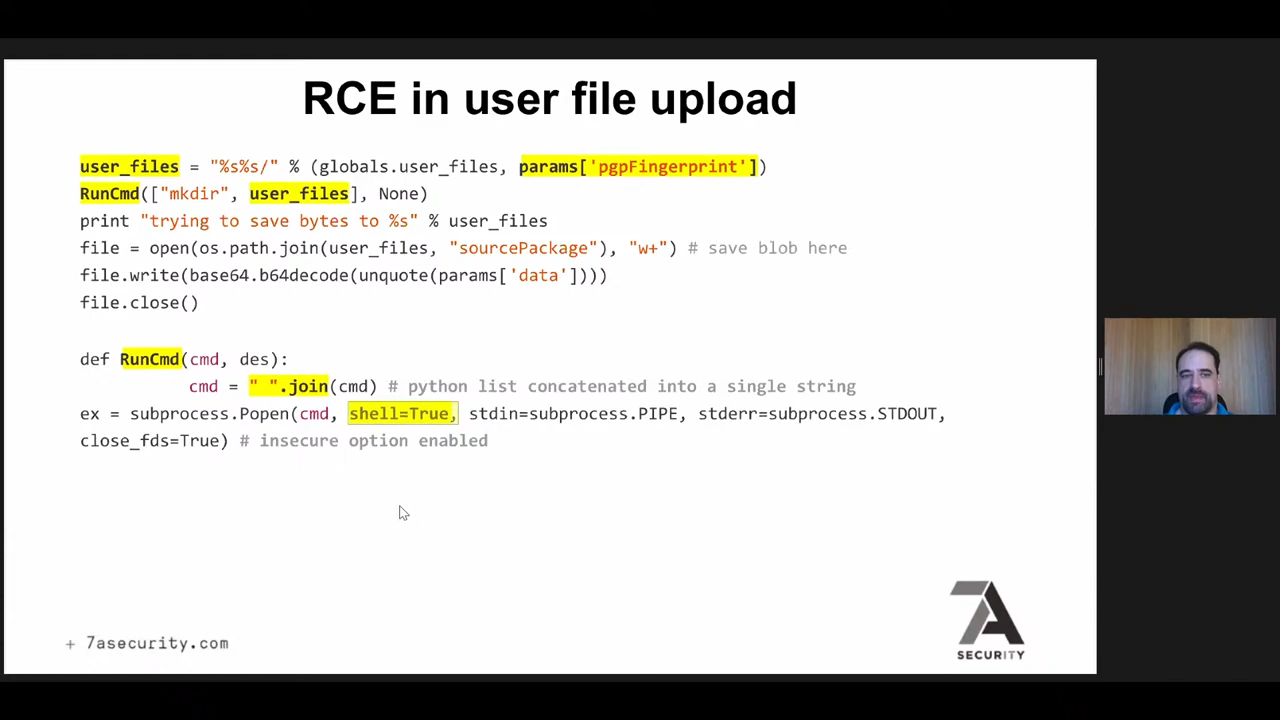 RCE in user file upload
user_files = "%s%s/" % (globals.user_files, params['pgpFingerprint'])
RunCmd(["mkdir", user_files], None)
print "trying to save bytes to %s" % user_files
file = open(os.path.join(user_files, "sourcePackage"), "w+") # save blob here
file.write(base64.b64decode(unquote(params['data'])))
file.close()
def RunCmd(cmd, des):
cmd = " ".join(cmd) # python list concatenated into a single string
ex = subprocess.Popen(cmd, shell=True, stdin=subprocess.PIPE, stderr=subprocess.STDOUT,
close_fds=True) # insecure option enabled
+ 7asecurity.com
7A
SECURITY